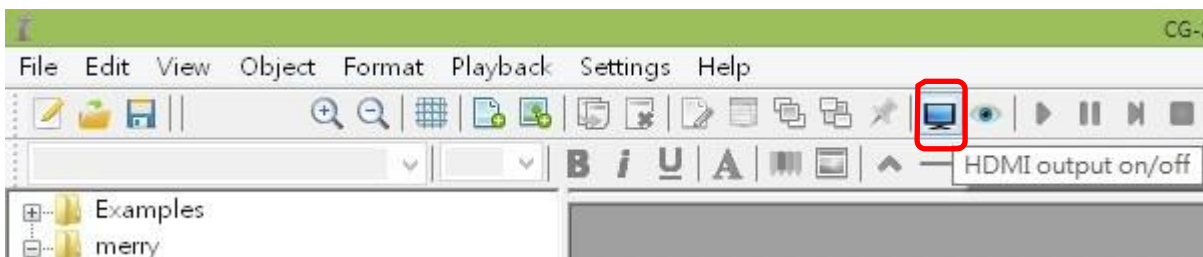 CG-
File Edit View Object Format Playback Settings Help
B i U A
HDMI output on/off
Examples
merry